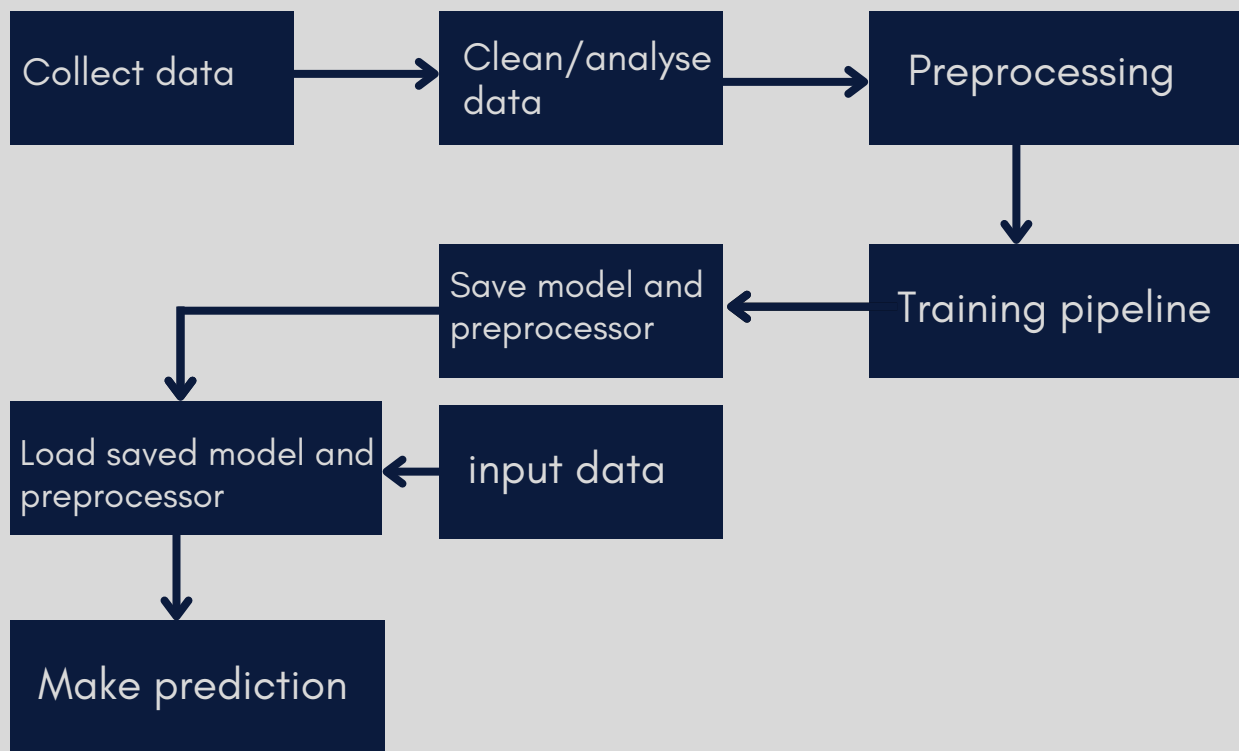 Collect data
Clean/analyse
data
Preprocessing
Save model and
preprocessor
Training pipeline
Load saved model and
preprocessor
input data
Make prediction